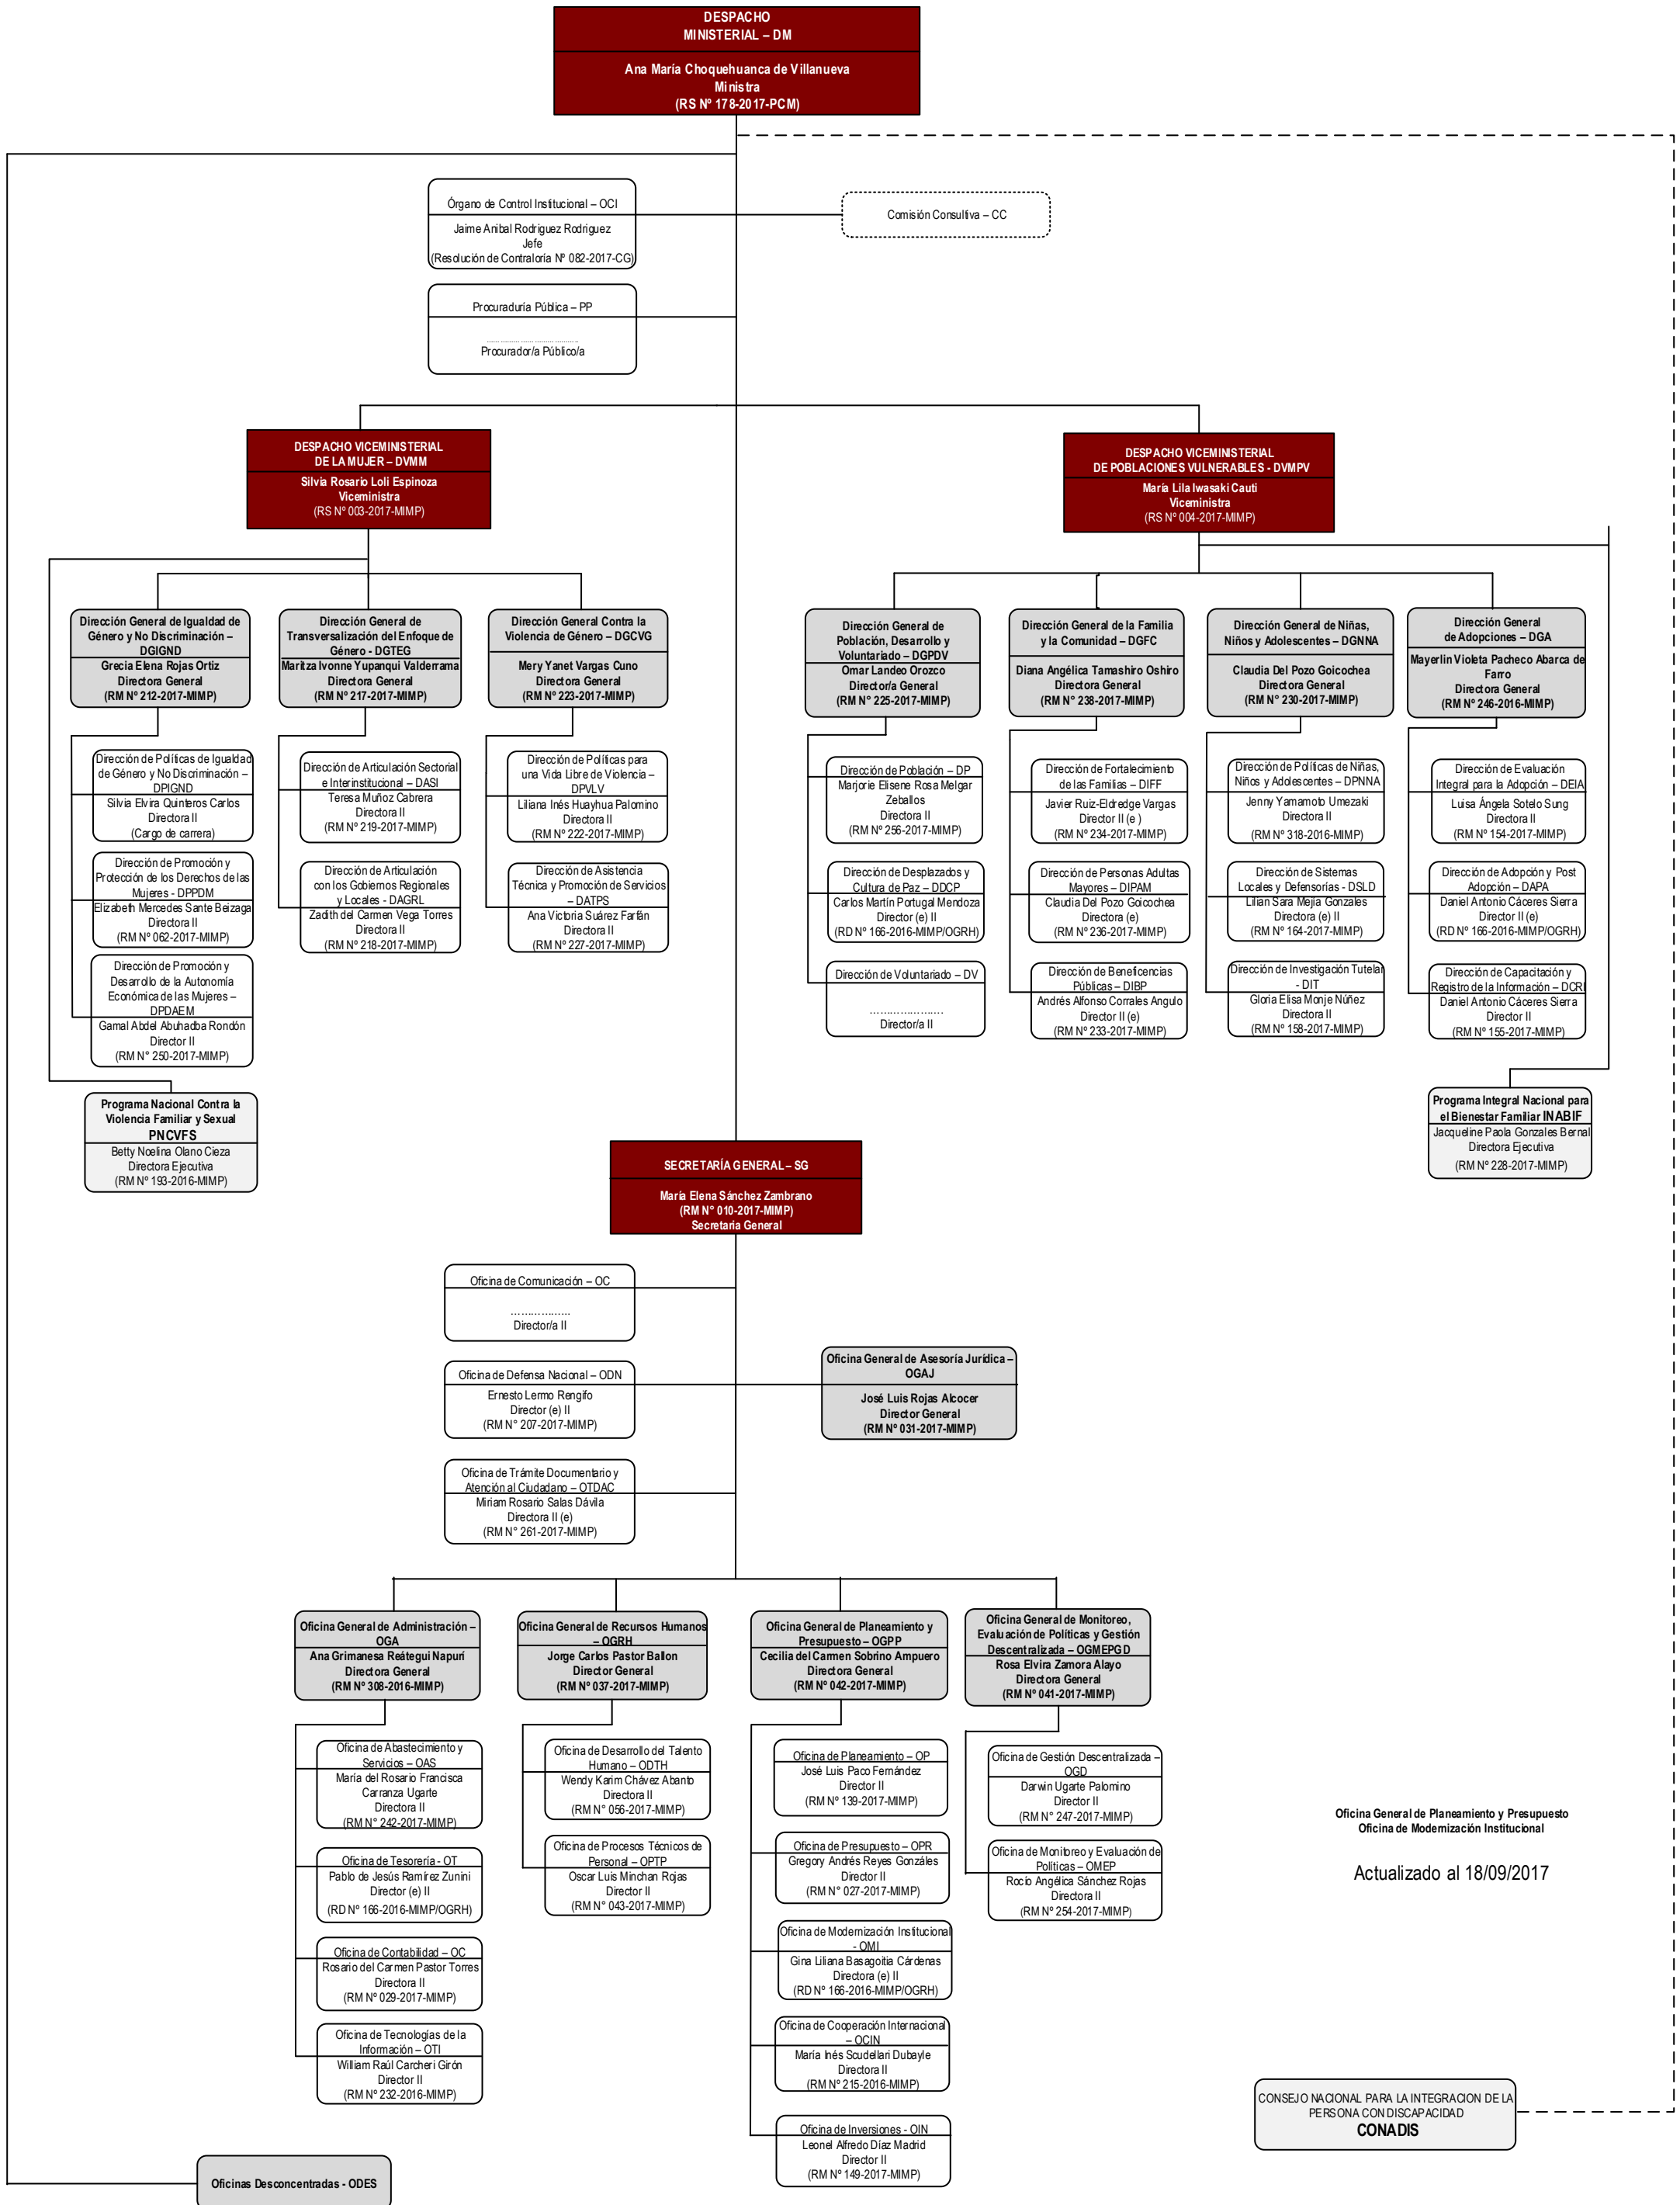 DESPACHO
MINISTERIAL – DM
Ana María Choquehuanca de Villanueva
Ministra
(RS Nº 178-2017-PCM)
Órgano de Control Institucional – OCI
Jaime Anibal Rodriguez Rodriguez
Jefe
(Resolución de Contraloría Nº 082-2017-CG)
Comisión Consultiva – CC
Procuraduría Pública – PP
....................................
Procurador/a Público/a
DESPACHO VICEMINISTERIAL
DE LA MUJER – DVMM
Silvia Rosario Loli Espinoza
Viceministra
(RS Nº 003-2017-MIMP)
DESPACHO VICEMINISTERIAL
DE POBLACIONES VULNERABLES - DVMPV
María Lila Iwasaki Cauti
Viceministra
(RS Nº 004-2017-MIMP)
Dirección General de Igualdad de
Género y No Discriminación –
DGIGND
Grecia Elena Rojas Ortiz
Directora General
(RM Nº 212-2017-MIMP)
Dirección General de
Transversalización del Enfoque de
Género - DGTEG
Maritza Ivonne Yupanqui Valderrama
Directora General
(RM Nº 217-2017-MIMP)
Dirección General Contra la
Violencia de Género – DGCVG
Mery Yanet Vargas Cuno
Directora General
(RM Nº 223-2017-MIMP)
Dirección General de
Población, Desarrollo y
Voluntariado – DGPDV
Omar Landeo Orozco
Director/a General
(RM Nº 225-2017-MIMP)
Dirección General de la Familia
y la Comunidad – DGFC
Diana Angélica Tamashiro Oshiro
Directora General
(RM Nº 238-2017-MIMP)
Dirección General de Niñas,
Niños y Adolescentes – DGNNA
Claudia Del Pozo Goicochea
Directora General
(RM Nº 230-2017-MIMP)
Dirección General
de Adopciones – DGA
Mayerlin Violeta Pacheco Abarca de
Farro
Directora General
(RM Nº 246-2016-MIMP)
Dirección de Políticas de Igualdad
de Género y No Discriminación –
DPIGND
Silvia Elvira Quinteros Carlos
Directora II
(Cargo de carrera)
Dirección de Promoción y
Protección de los Derechos de las
Mujeres - DPPDM
Elizabeth Mercedes Sante Beizaga
Directora II
(RM Nº 062-2017-MIMP)
Dirección de Promoción y
Desarrollo de la Autonomía
Económica de las Mujeres –
DPDAEM
Gamal Abdel Abuhadba Rondón
Director II
(RM N° 250-2017-MIMP)
Dirección de Articulación Sectorial
e Interinstitucional – DASI
Teresa Muñoz Cabrera
Directora II
(RM Nº 219-2017-MIMP)
Dirección de Articulación
con los Gobiernos Regionales
y Locales - DAGRL
Zadith del Carmen Vega Torres
Directora II
(RM Nº 218-2017-MIMP)
Dirección de Políticas para
una Vida Libre de Violencia –
DPVLV
Liliana Inés Huayhua Palomino
Directora II
(RM Nº 222-2017-MIMP)
Dirección de Asistencia
Técnica y Promoción de Servicios
– DATPS
Ana Victoria Suárez Farfán
Directora II
(RM Nº 227-2017-MIMP)
Dirección de Población – DP
Marjorie Elisene Rosa Melgar
Zeballos
Directora II
(RM Nº 256-2017-MIMP)
Dirección de Desplazados y
Cultura de Paz – DDCP
Carlos Martín Portugal Mendoza
Director (e) II
(RD Nº 166-2016-MIMP/OGRH)
Dirección de Voluntariado – DV
......................
Director/a II
Dirección de Fortalecimiento
de las Familias – DIFF
Javier Ruiz-Eldredge Vargas
Director II (e )
(RM Nº 234-2017-MIMP)
Dirección de Personas Adultas
Mayores – DIPAM
Claudia Del Pozo Goicochea
Directora (e)
(RM Nº 236-2017-MIMP)
Dirección de Beneficencias
Públicas – DIBP
Andrés Alfonso Corrales Angulo
Director II (e)
(RM Nº 233-2017-MIMP)
Dirección de Políticas de Niñas,
Niños y Adolescentes – DPNNA
Jenny Yamamoto Umezaki
Directora II
(RM Nº 318-2016-MIMP)
Dirección de Sistemas
Locales y Defensorías - DSLD
Lilian Sara Mejía Gonzales
Directora (e) II
(RM Nº 164-2017-MIMP)
Dirección de Investigación Tutelar
- DIT
Gloria Elisa Monje Núñez
Directora II
(RM Nº 158-2017-MIMP)
Dirección de Evaluación
Integral para la Adopción – DEIA
Luisa Ángela Sotelo Sung
Directora II
(RM Nº 154-2017-MIMP)
Dirección de Adopción y Post
Adopción – DAPA
Daniel Antonio Cáceres Sierra
Director II (e)
(RD Nº 166-2016-MIMP/OGRH)
Dirección de Capacitación y
Registro de la Información – DCRI
Daniel Antonio Cáceres Sierra
Director II
(RM Nº 155-2017-MIMP)
Programa Nacional Contra la
Violencia Familiar y Sexual
PNCVFS
Betty Noelina Olano Cieza
Directora Ejecutiva
(RM Nº 193-2016-MIMP)
Programa Integral Nacional para
el Bienestar Familiar INABIF
Jacqueline Paola Gonzales Bernal
Directora Ejecutiva
(RM Nº 228-2017-MIMP)
SECRETARÍA GENERAL – SG
María Elena Sánchez Zambrano
(RM N° 010-2017-MIMP)
Secretaria General
Oficina de Comunicación – OC
..................
Director/a II
Oficina de Defensa Nacional – ODN
Ernesto Lermo Rengifo
Director (e) II
(RM N° 207-2017-MIMP)
Oficina General de Asesoría Jurídica –
OGAJ
José Luis Rojas Alcocer
Director General
(RM Nº 031-2017-MIMP)
Oficina de Trámite Documentario y
Atención al Ciudadano – OTDAC
Miriam Rosario Salas Dávila
Directora II (e)
(RM N° 261-2017-MIMP)
Oficina General de Administración –
OGA
Ana Grimanesa Reátegui Napurí
Directora General
(RM Nº 308-2016-MIMP)
Oficina General de Recursos Humanos
– OGRH
Jorge Carlos Pastor Ballon
Director General
(RM Nº 037-2017-MIMP)
Oficina General de Planeamiento y
Presupuesto – OGPP
Cecilia del Carmen Sobrino Ampuero
Directora General
(RM Nº 042-2017-MIMP)
Oficina General de Monitoreo,
Evaluación de Políticas y Gestión
Descentralizada – OGMEPGD
Rosa Elvira Zamora Alayo
Directora General
(RM Nº 041-2017-MIMP)
Oficina de Abastecimiento y
Servicios – OAS
María del Rosario Francisca
Carranza Ugarte
Directora II
(RM N° 242-2017-MIMP)
Oficina de Tesorería - OT
Pablo de Jesús Ramírez Zunini
Director (e) II
(RD Nº 166-2016-MIMP/OGRH)
Oficina de Contabilidad – OC
Rosario del Carmen Pastor Torres
Directora II
(RM Nº 029-2017-MIMP)
Oficina de Tecnologías de la
Información – OTI
William Raúl Carcheri Girón
Director II
(RM Nº 232-2016-MIMP)
Oficina de Desarrollo del Talento
Humano – ODTH
Wendy Karim Chávez Abanto
Directora II
(RM N° 056-2017-MIMP)
Oficina de Procesos Técnicos de
Personal – OPTP
Oscar Luis Minchan Rojas
Director II
(RM Nº 043-2017-MIMP)
Oficina de Planeamiento – OP
José Luis Paco Fernández
Director II
(RM Nº 139-2017-MIMP)
Oficina de Presupuesto – OPR
Gregory Andrés Reyes Gonzáles
Director II
(RM N° 027-2017-MIMP)
Oficina de Modernización Institucional
- OMI
Gina Liliana Basagoitia Cárdenas
Directora (e) II
(RD Nº 166-2016-MIMP/OGRH)
Oficina de Cooperación Internacional
– OCIN
María Inés Scudellari Dubayle
Directora II
(RM Nº 215-2016-MIMP)
Oficina de Inversiones - OIN
Leonel Alfredo Díaz Madrid
Director II
(RM N° 149-2017-MIMP)
Oficina de Gestión Descentralizada –
OGD
Darwin Ugarte Palomino
Director II
(RM N° 247-2017-MIMP)
Oficina de Monitoreo y Evaluación de
Políticas – OMEP
Rocío Angélica Sánchez Rojas
Directora II
(RM N° 254-2017-MIMP)
Oficina General de Planeamiento y Presupuesto
Oficina de Modernización Institucional
Actualizado al 18/09/2017
CONSEJO NACIONAL PARA LA INTEGRACION DE LA
PERSONA CON DISCAPACIDAD
CONADIS
Oficinas Desconcentradas - ODES